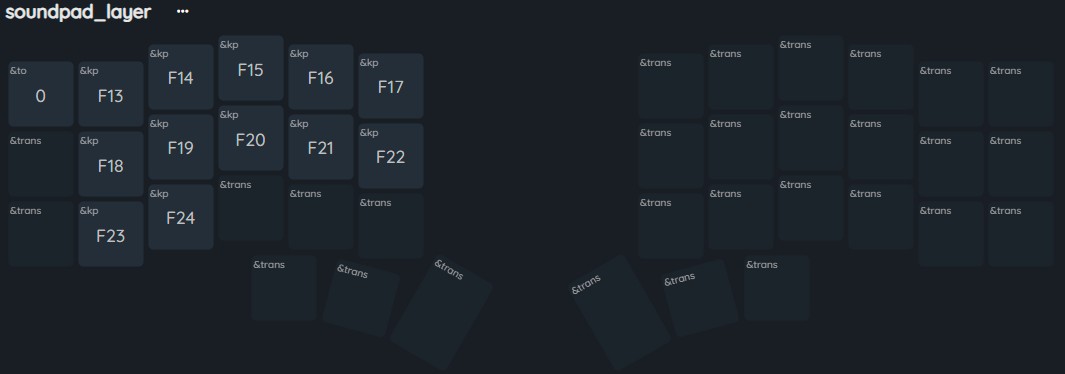 soundpad_layer ...
&to &kp &kp &kp &kp &kp &trans &trans &trans &trans &trans &trans
0 F13 F14 F15 F16 F17
&trans &kp &kp &kp &kp &kp &trans &trans &trans &trans &trans &trans
F18 F19 F20 F21 F22
&trans &kp &kp &trans &trans &trans &trans &trans &trans &trans &trans &trans
F23 F24
&trans &trans &trans &trans &trans &trans